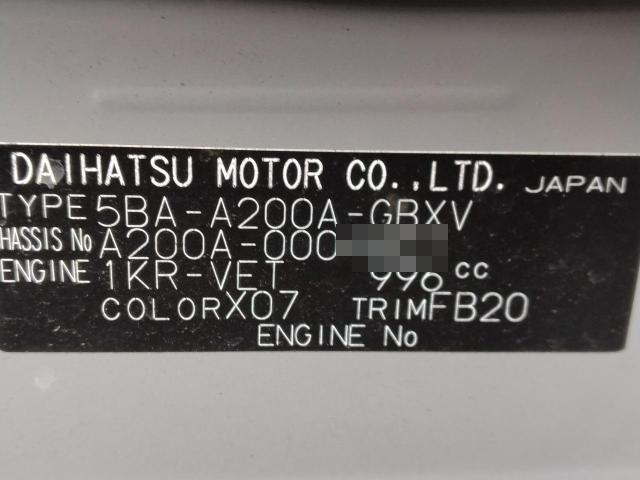 DAIHATSU MOTOR CO.,LTD. JAPAN
TYPE 5BA-A200A-GBXV
CHASSIS No A200A-000
ENGINE 1KR-VET 996 cc
COLOR X07 TRIM FB20
ENGINE No